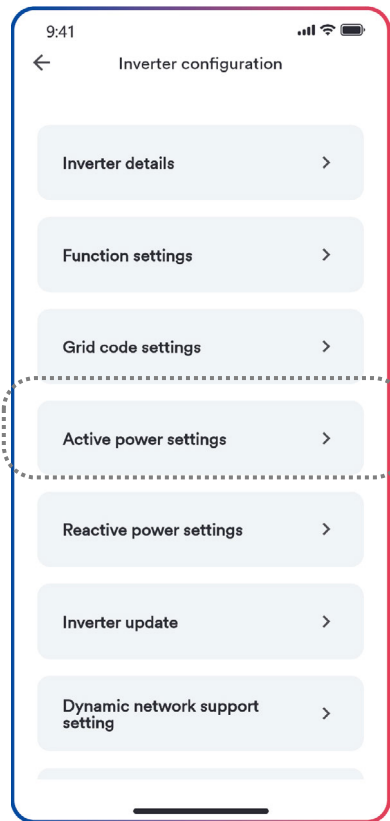 9:41
Inverter configuration
Inverter details
Function settings
Grid code settings
Active power settings
Reactive power settings
Inverter update
Dynamic network support
setting